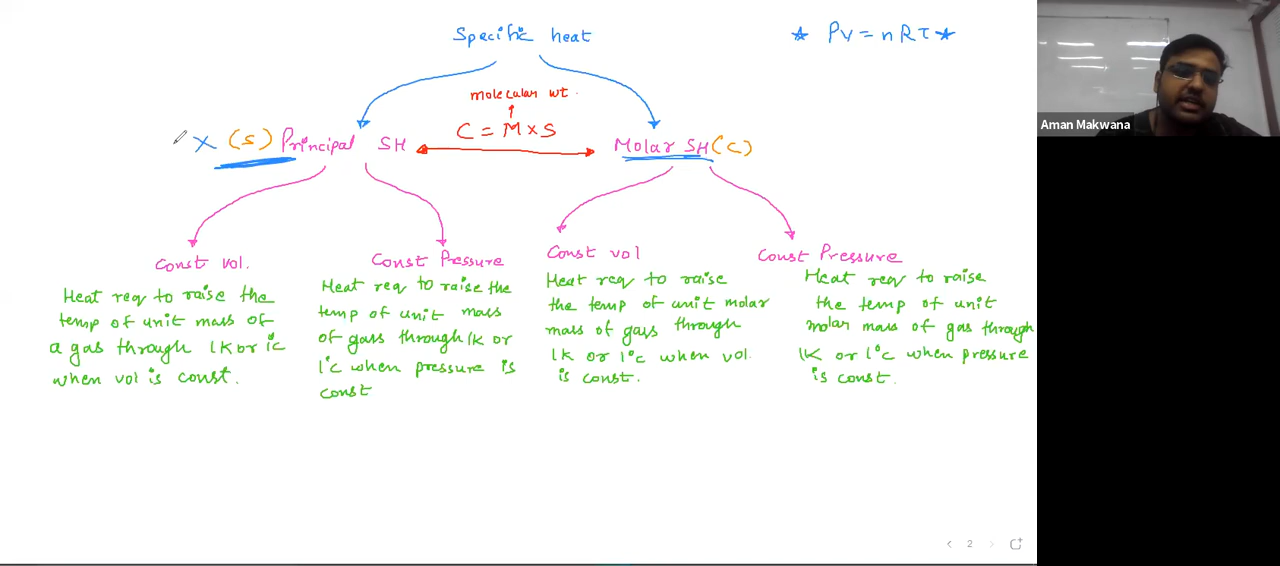 Specific heat
★ PV = nRT ★
molecular wt.
C = M x S
X (S) Principal SH
Molar SH (C)
Const Vol.
Heat req to raise the
temp of unit mass of
a gas through 1K or 1°C
when vol is const.
Const Pressure
Heat req to raise the
temp of unit mass
of gass through 1K or
1°C when pressure is
const
Const vol
Heat req to raise
the temp of unit molar
mass of gass through
1K or 1°C when vol.
is const.
Const Pressure
Heat req to raise
the temp of unit
molar mass of gass through
1K or 1°C when pressure
is const.
Aman Makwana
2